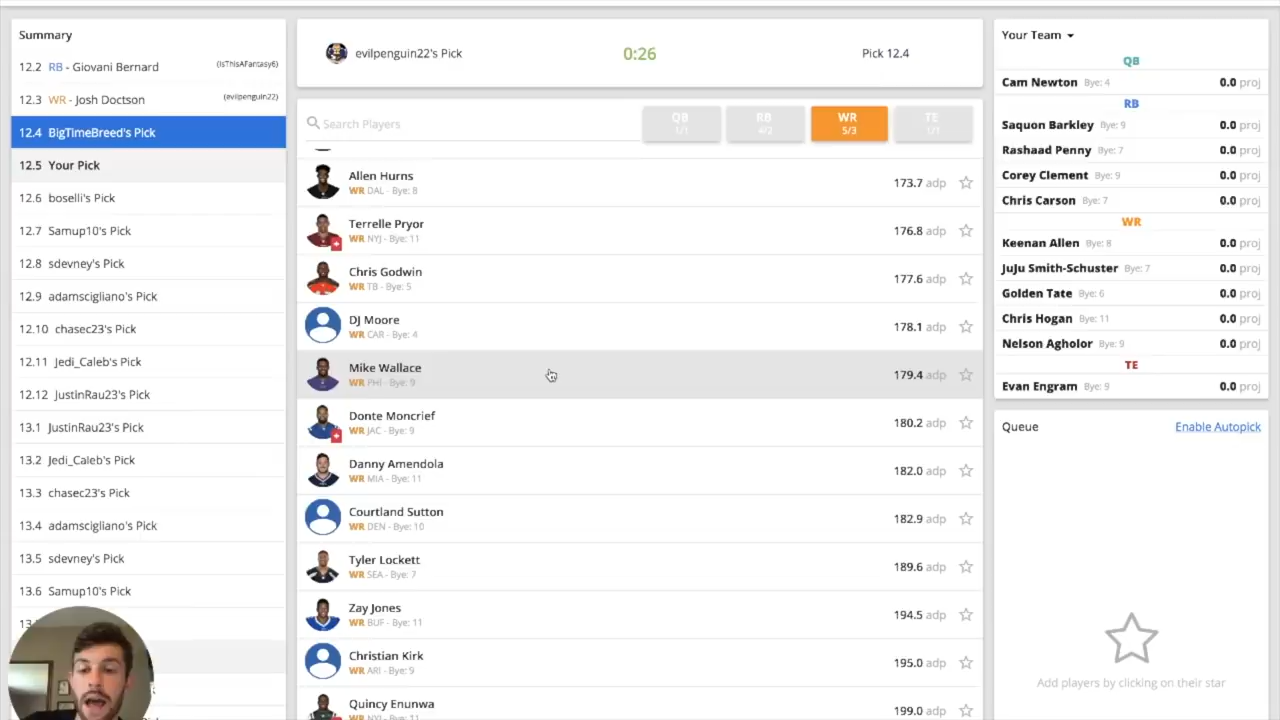 Summary
12.2 RB - Giovani Bernard (IsThisAFantasy6)
12.3 WR - Josh Doctson (evilpenguin22)
12.4 BigTimeBreed's Pick
12.5 Your Pick
12.6 boselli's Pick
12.7 Samup10's Pick
12.8 sdevney's Pick
12.9 adamscigliano's Pick
12.10 chasec23's Pick
12.11 Jedi_Caleb's Pick
12.12 JustinRau23's Pick
13.1 JustinRau23's Pick
13.2 Jedi_Caleb's Pick
13.3 chasec23's Pick
13.4 adamscigliano's Pick
13.5 sdevney's Pick
13.6 Samup10's Pick
evilpenguin22's Pick
0:26
Pick 12.4
Search Players
QB
1/1
RB
4/2
WR
5/3
TE
1/1
Allen Hurns
WR DAL - Bye: 8
173.7 adp
Terrelle Pryor
WR NYJ - Bye: 11
176.8 adp
Chris Godwin
WR TB - Bye: 5
177.6 adp
DJ Moore
WR CAR - Bye: 4
178.1 adp
Mike Wallace
WR PHI - Bye: 9
179.4 adp
Donte Moncrief
WR JAC - Bye: 9
180.2 adp
Danny Amendola
WR MIA - Bye: 11
182.0 adp
Courtland Sutton
WR DEN - Bye: 10
182.9 adp
Tyler Lockett
WR SEA - Bye: 7
189.6 adp
Zay Jones
WR BUF - Bye: 11
194.5 adp
Christian Kirk
WR ARI - Bye: 9
195.0 adp
Quincy Enunwa
WR NYJ - Bye: 11
199.0 adp
Your Team
QB
Cam Newton Bye: 4 0.0 proj
RB
Saquon Barkley Bye: 9 0.0 proj
Rashaad Penny Bye: 7 0.0 proj
Corey Clement Bye: 9 0.0 proj
Chris Carson Bye: 7 0.0 proj
WR
Keenan Allen Bye: 8 0.0 proj
JuJu Smith-Schuster Bye: 7 0.0 proj
Golden Tate Bye: 6 0.0 proj
Chris Hogan Bye: 11 0.0 proj
Nelson Agholor Bye: 9 0.0 proj
TE
Evan Engram Bye: 9 0.0 proj
Queue
Enable Autopick
Add players by clicking on their star